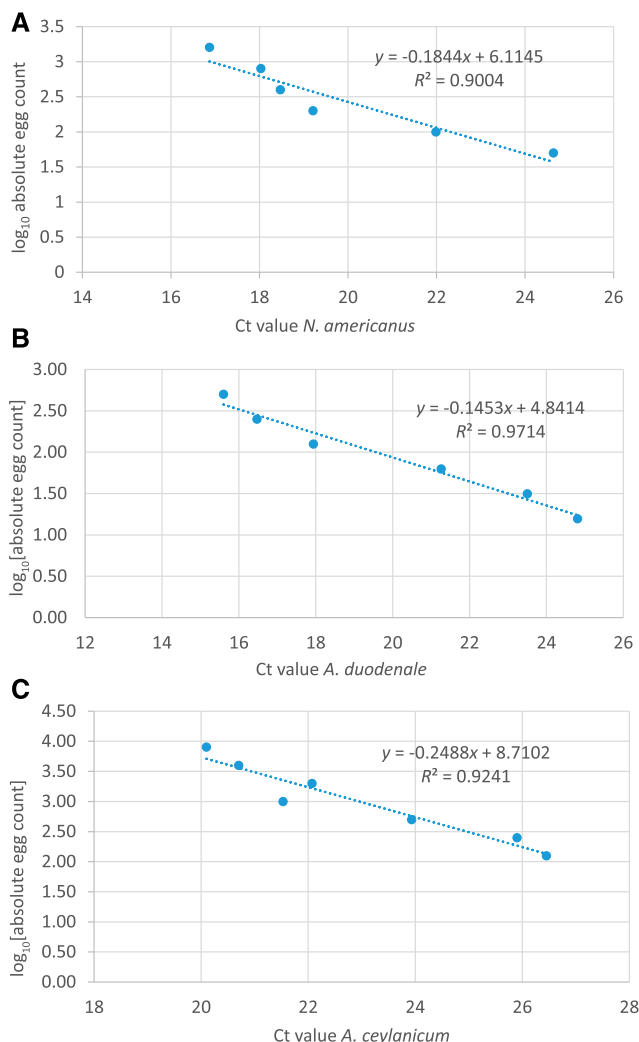 A
3.5
3
2.5
2
1.5
1
0.5
0
y = -0.1844x + 6.1145
R² = 0.9004
log₁₀ absolute egg count
14 16 18 20 22 24 26
Ct value N. americanus
B
3.00
2.50
2.00
1.50
1.00
0.50
0.00
y = -0.1453x + 4.8414
R² = 0.9714
log₁₀[absolute egg count]
12 14 16 18 20 22 24 26
Ct value A. duodenale
C
4.50
4.00
3.50
3.00
2.50
2.00
1.50
1.00
0.50
0.00
y = -0.2488x + 8.7102
R² = 0.9241
log₁₀[absolute egg count]
18 20 22 24 26 28
Ct value A. ceylanicum